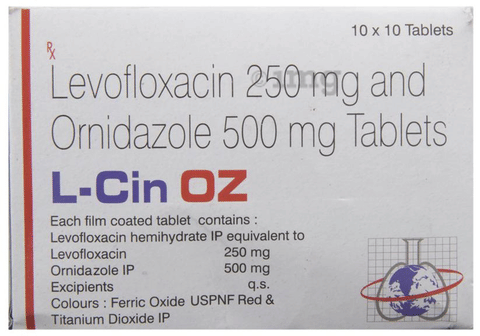 10 x 10 Tablets
Rx
Levofloxacin 250 mg and
Ornidazole 500 mg Tablets
L-Cin OZ
Each film coated tablet contains :
Levofloxacin hemihydrate IP equivalent to
Levofloxacin 250 mg
Ornidazole IP 500 mg
Excipients q.s.
Colours : Ferric Oxide USPNF Red &
Titanium Dioxide IP